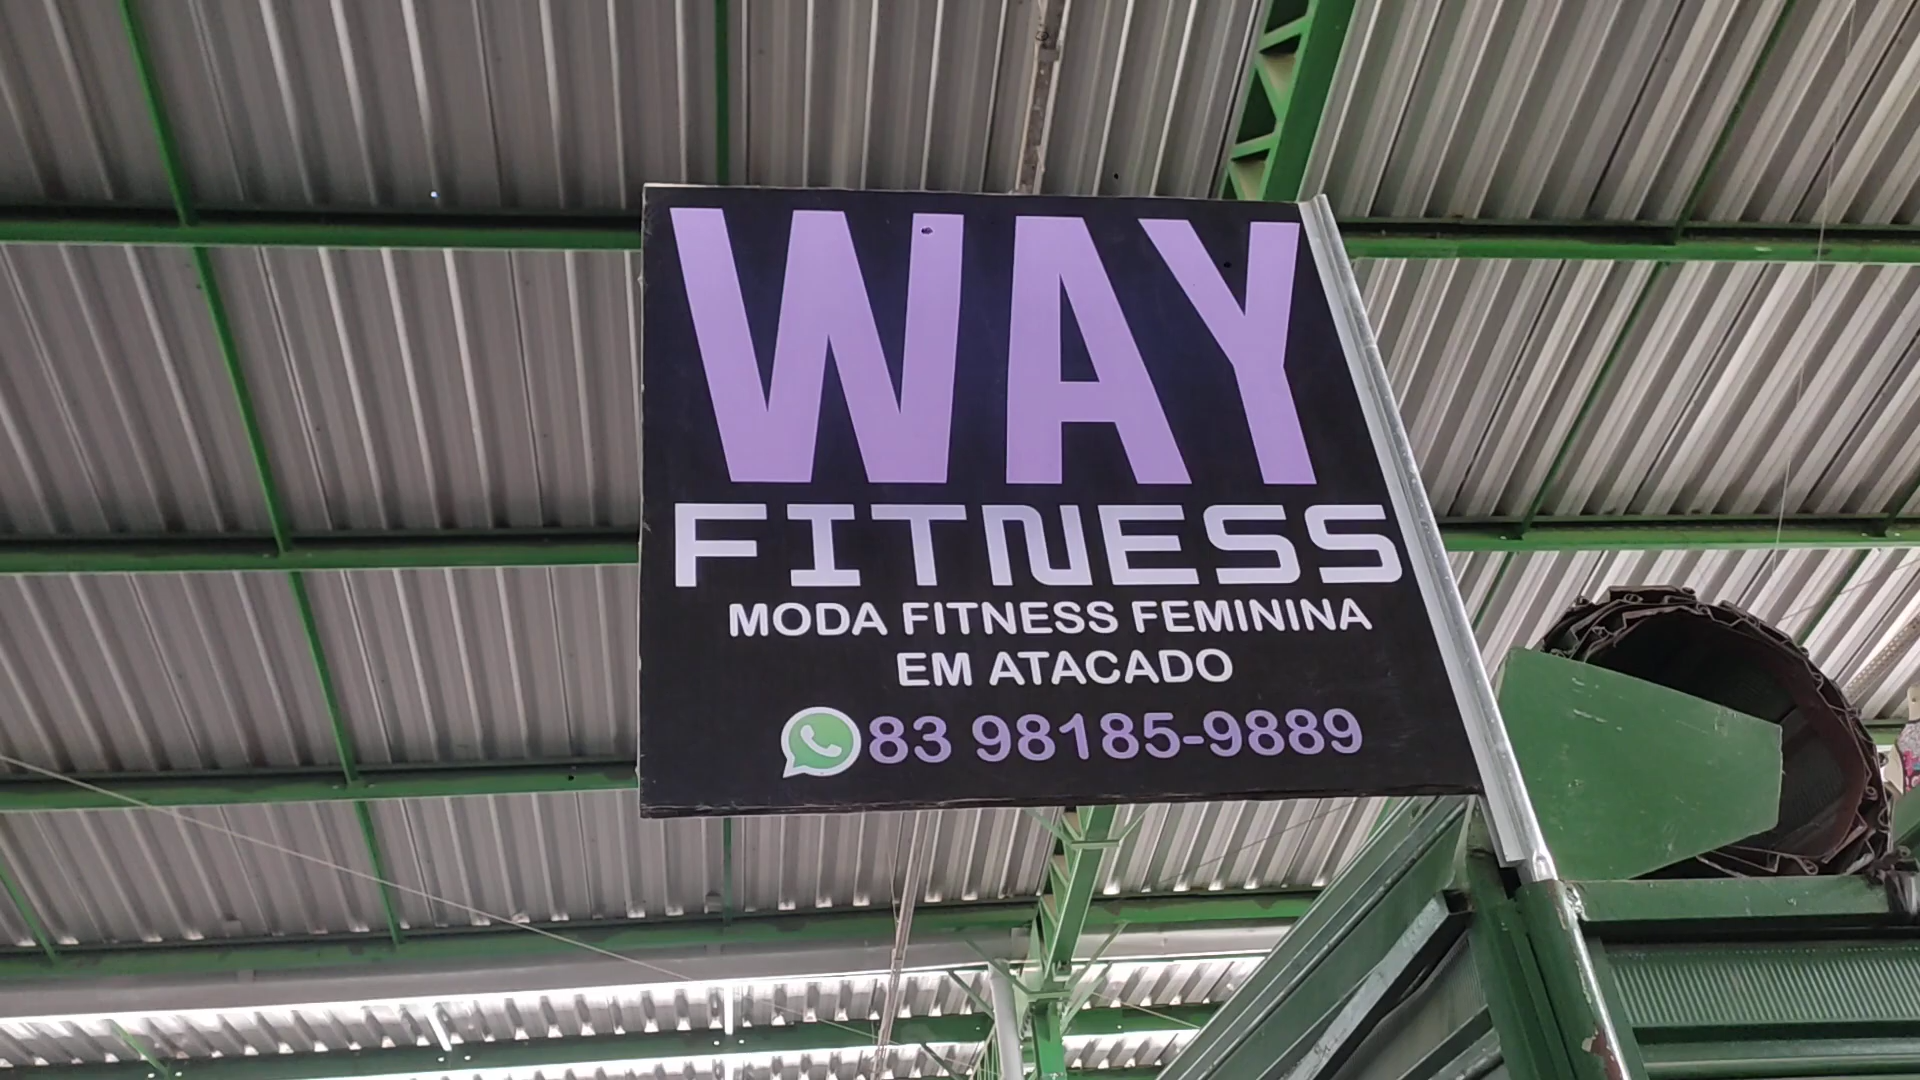 WAY
FITNESS
MODA FITNESS FEMININA
EM ATACADO
83 98185-9889